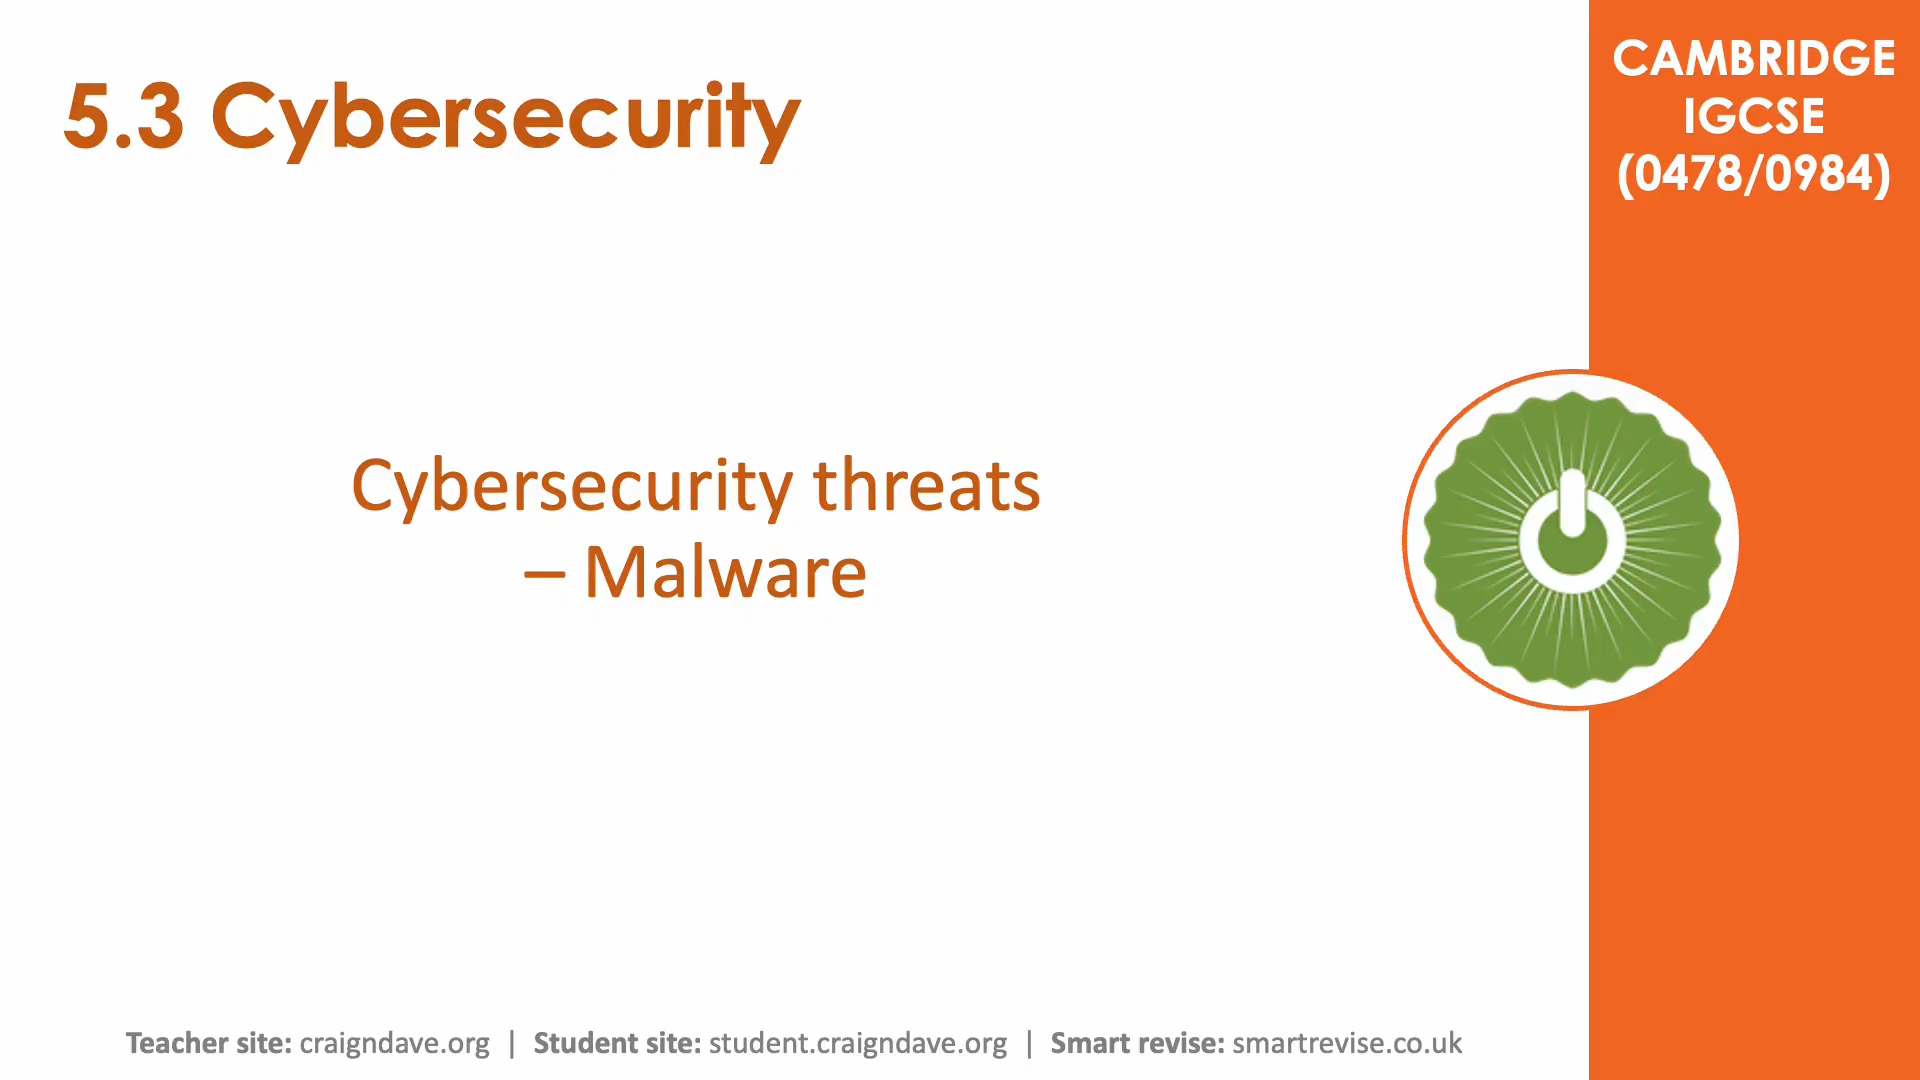 5.3 Cybersecurity
CAMBRIDGE
IGCSE
(0478/0984)
Cybersecurity threats
– Malware
Teacher site: craigndave.org | Student site: student.craigndave.org | Smart revise: smartrevise.co.uk